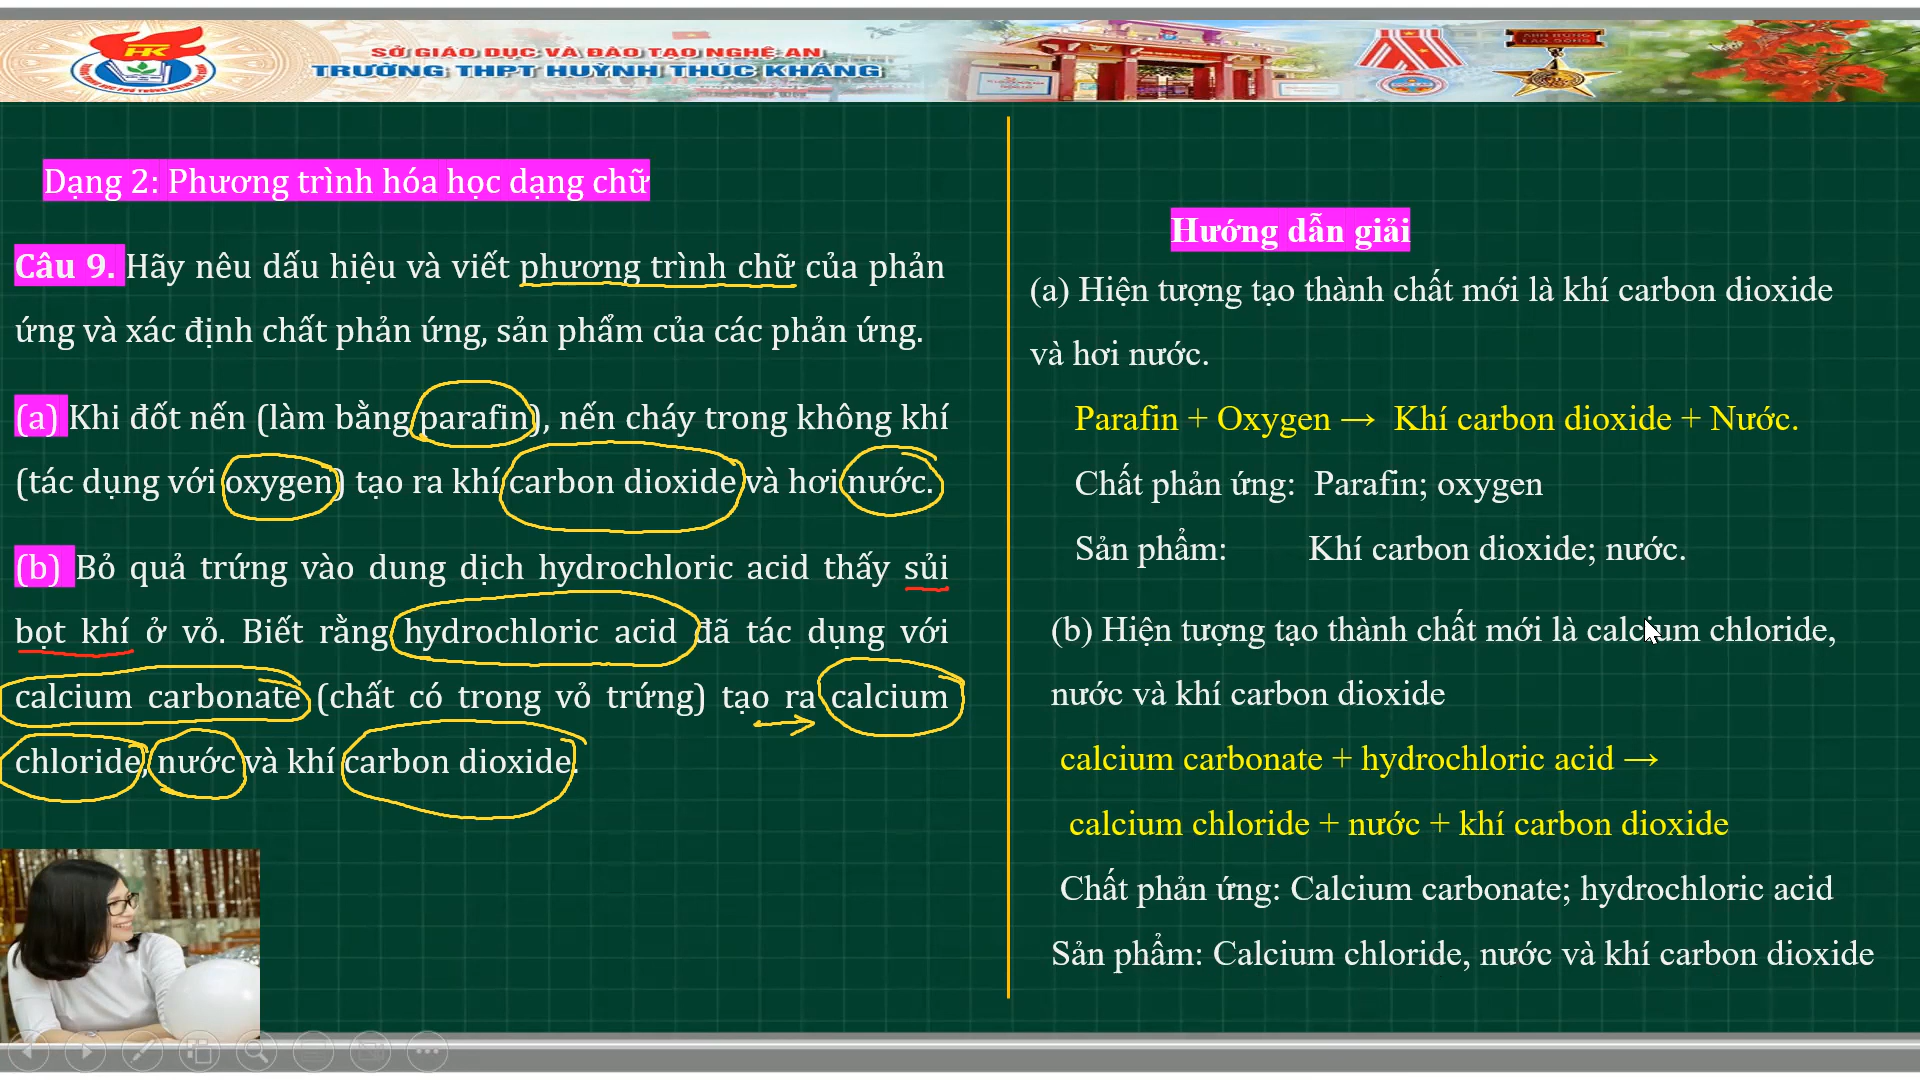 SỞ GIÁO DỤC VÀ ĐÀO TẠO NGHỆ AN
TRƯỜNG THPT HUỲNH THÚC KHÁNG
HK
Dạng 2: Phương trình hóa học dạng chữ
Câu 9. Hãy nêu dấu hiệu và viết phương trình chữ của phản
ứng và xác định chất phản ứng, sản phẩm của các phản ứng.
(a) Khi đốt nến (làm bằng parafin), nến cháy trong không khí
(tác dụng với oxygen) tạo ra khí carbon dioxide và hơi nước.
(b) Bỏ quả trứng vào dung dịch hydrochloric acid thấy sủi
bọt khí ở vỏ. Biết rằng hydrochloric acid đã tác dụng với
calcium carbonate (chất có trong vỏ trứng) tạo ra calcium
chloride, nước và khí carbon dioxide.
Hướng dẫn giải
(a) Hiện tượng tạo thành chất mới là khí carbon dioxide
và hơi nước.
Parafin + Oxygen → Khí carbon dioxide + Nước.
Chất phản ứng: Parafin; oxygen
Sản phẩm: Khí carbon dioxide; nước.
(b) Hiện tượng tạo thành chất mới là calcium chloride,
nước và khí carbon dioxide
calcium carbonate + hydrochloric acid →
calcium chloride + nước + khí carbon dioxide
Chất phản ứng: Calcium carbonate; hydrochloric acid
Sản phẩm: Calcium chloride, nước và khí carbon dioxide